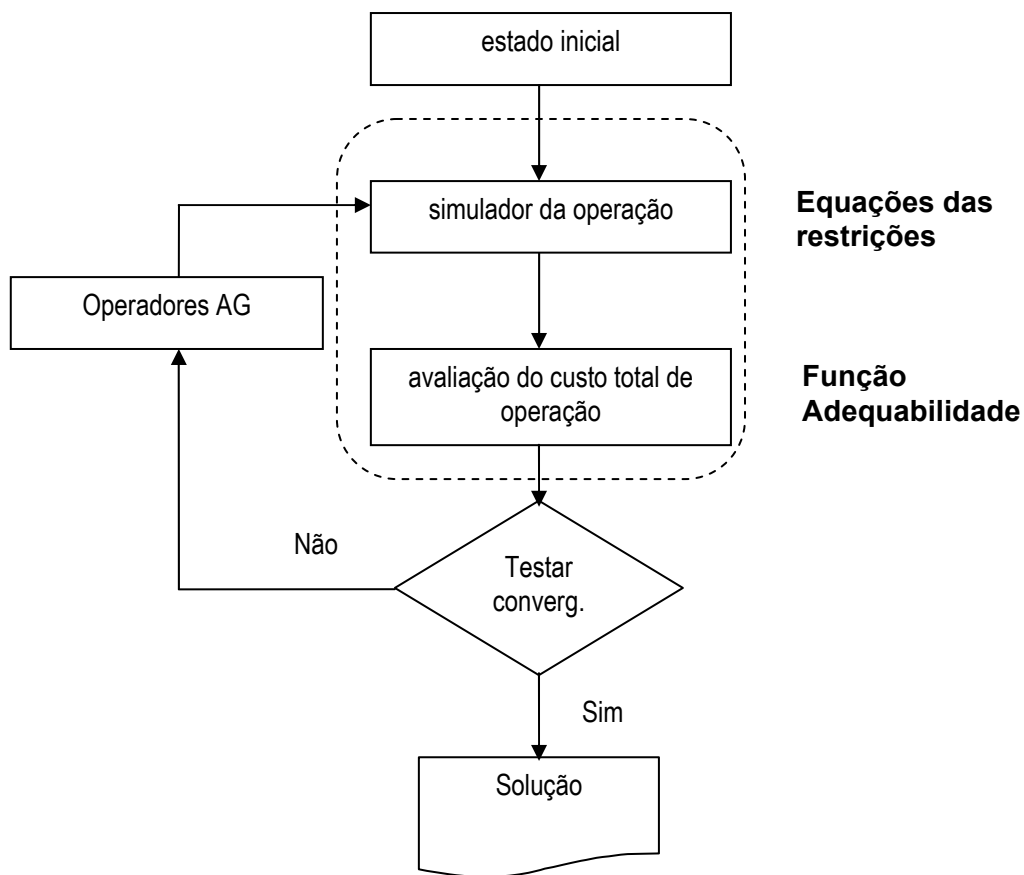 estado inicial
simulador da operação
Equações das
restrições
Operadores AG
avaliação do custo total de
operação
Função
Adequabilidade
Não
Testar
converg.
Sim
Solução